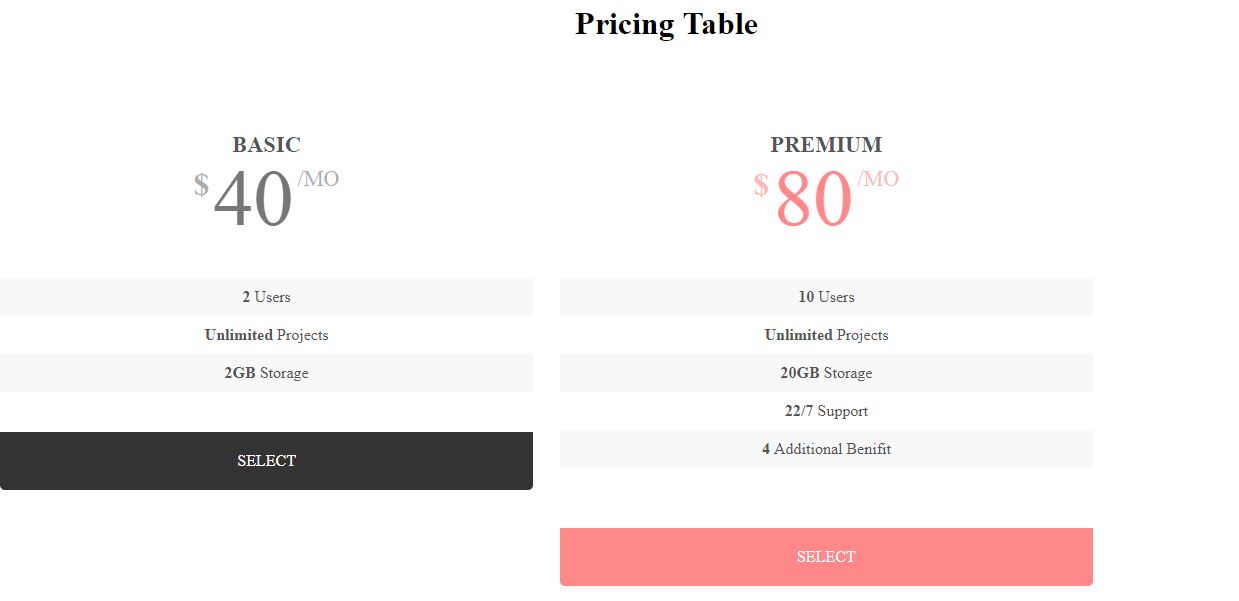 Pricing Table
BASIC
$40/MO
2 Users
Unlimited Projects
2GB Storage
SELECT
PREMIUM
$80/MO
10 Users
Unlimited Projects
20GB Storage
22/7 Support
4 Additional Benifit
SELECT